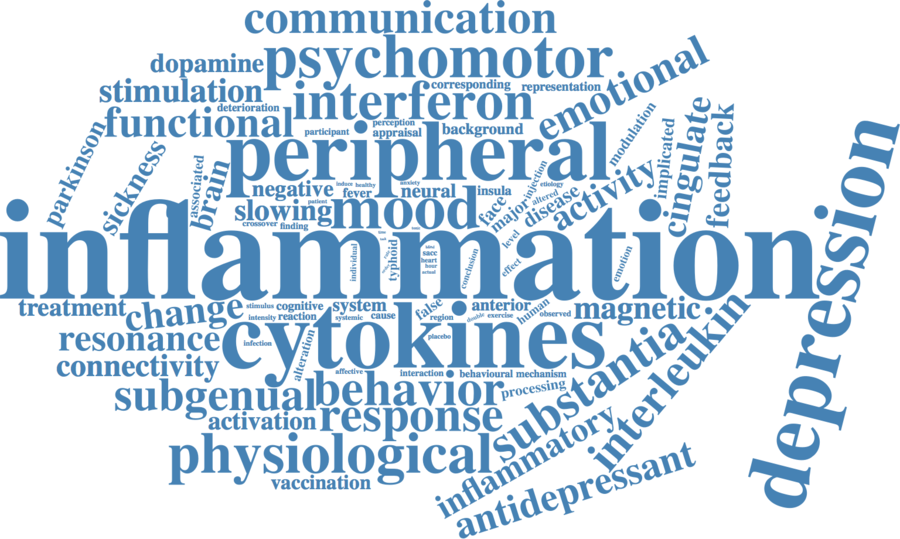 communication
dopamine
psychomotor
emotional
stimulation
corresponding
representation
interferon
deterioration
functional
perception
participant
appraisal
background
modulation
parkinson
sickness
associated
brain
peripheral
implicated
cingulate
feedback
depression
negative
induce
healthy
fever
anxiety
neural
insula
injection
etiology
activity
patient
slowing
mood
face
major
altered
disease
crossover
finding
level
effect
inflammation
individual
typhoid
blind
sacc
heart
hour
actual
conclusion
emotion
treatment
change
stimulus
cognitive
system
false
anterior
human
magnetic
intensity
reaction
systemic
cause
region
double
exercise
observed
resonance
infection
cytokines
placebo
alteration
connectivity
affective
interaction
behavioural
mechanism
substantia
interleukin
subgenual
behavior
processing
activation
response
physiological
inflammatory
vaccination
antidepressant